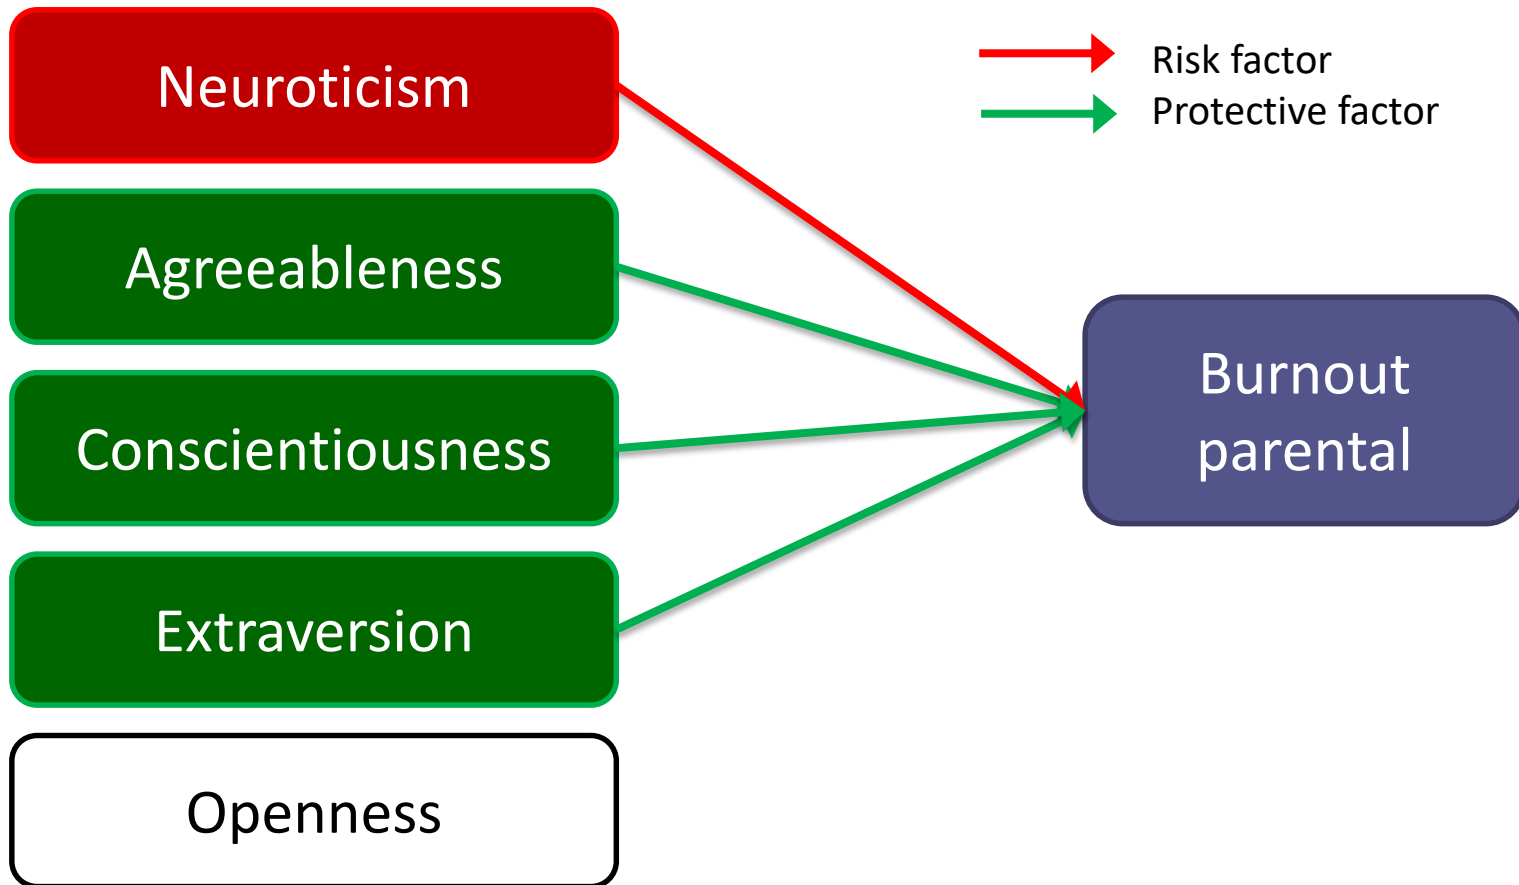 Neuroticism
Risk factor
Protective factor
Agreeableness
Conscientiousness
Extraversion
Openness
Burnout
parental